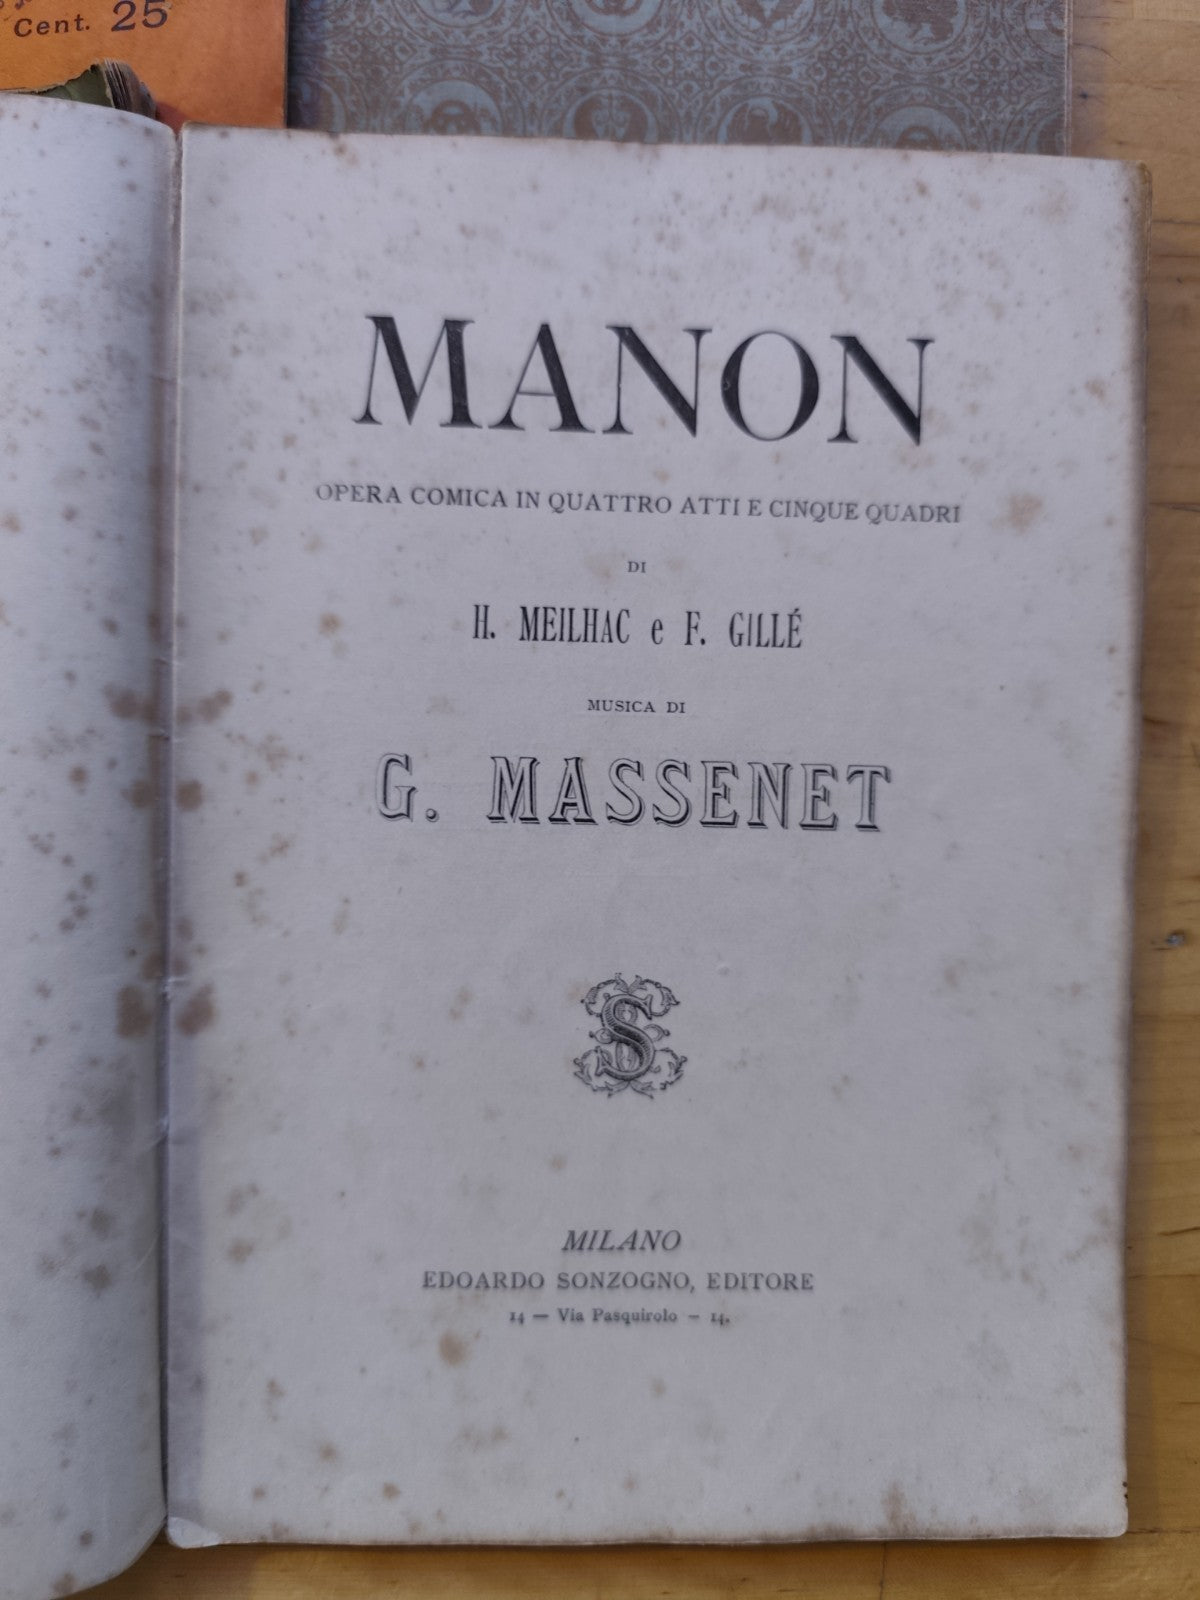 Cent. 25
MANON
OPERA COMICA IN QUATTRO ATTI E CINQUE QUADRI
DI
H. MEILHAC e F. GILLÉ
MUSICA DI
G. MASSENET
MILANO
EDOARDO SONZOGNO, EDITORE
14 — Via Pasquirolo — 14.